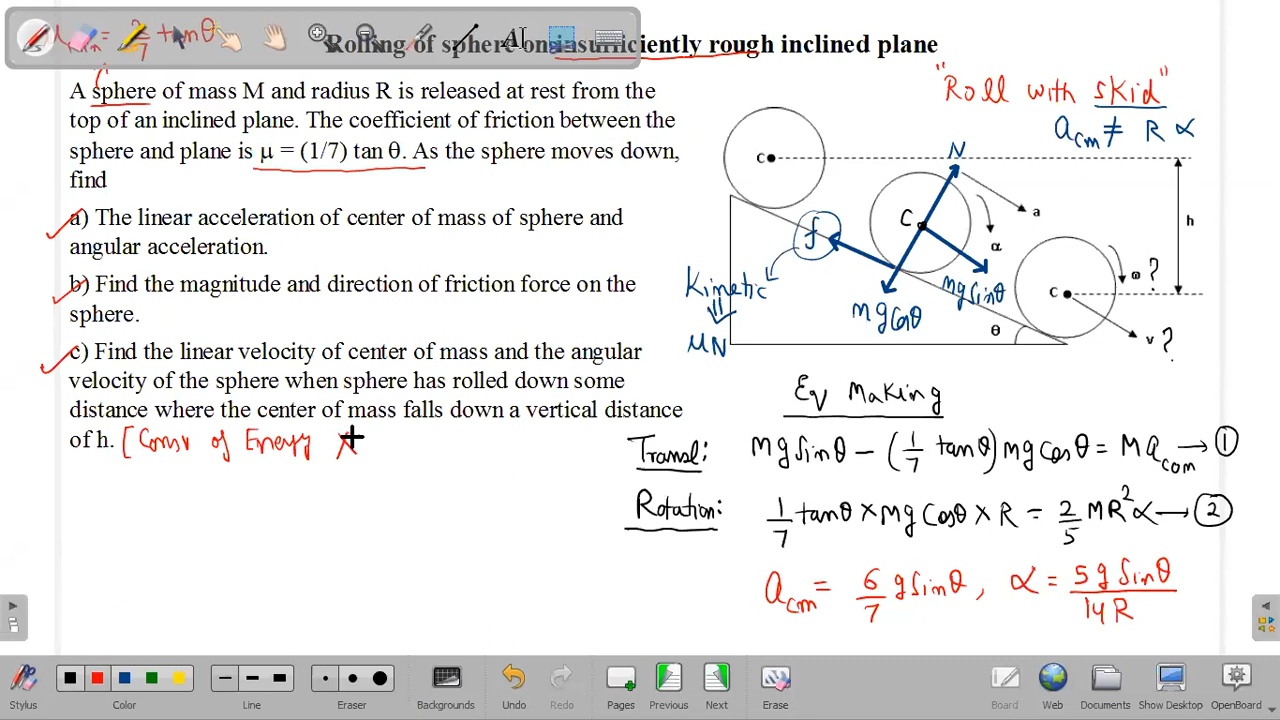 μmin = 2/7 tanθ
Rolling of sphere on insufficiently rough inclined plane
A sphere of mass M and radius R is released at rest from the
top of an inclined plane. The coefficient of friction between the
sphere and plane is μ = (1/7) tan θ. As the sphere moves down,
find
a) The linear acceleration of center of mass of sphere and
angular acceleration.
b) Find the magnitude and direction of friction force on the
sphere.
c) Find the linear velocity of center of mass and the angular
velocity of the sphere when sphere has rolled down some
distance where the center of mass falls down a vertical distance
of h. [Consv of Energy ×
"Roll with skid"
acm ≠ R α
N
C
C
a
f
α
h
Kinetic
Mg Sinθ
ω ?
C
Mg Cosθ
θ
v ?
μN
Eq Making
Transl: Mg Sinθ – (1/7 tanθ) Mg Cosθ = M acom → ①
Rotation: 1/7 tanθ × Mg Cosθ × R = 2/5 MR² α → ②
acm = 6/7 g Sinθ, α = 5g Sinθ / 14 R
Stylus
Color
Line
Eraser
Backgrounds
Undo
Redo
Pages
Previous
Next
Erase
Board
Web
Documents
Show Desktop
OpenBoard